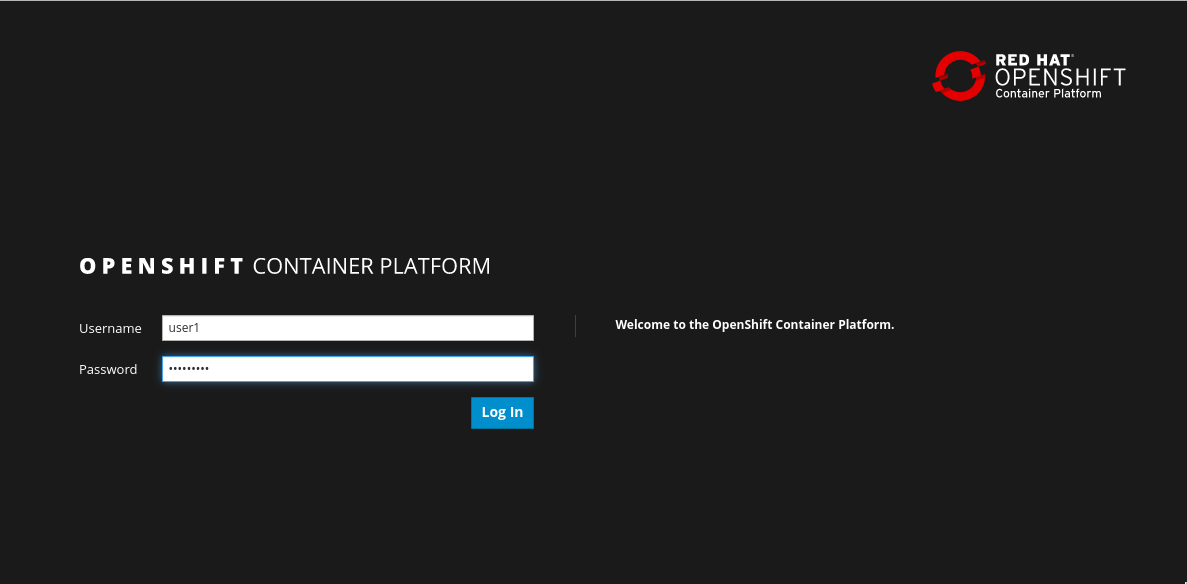 RED HAT®
OPENSHIFT
Container Platform
OPENSHIFT CONTAINER PLATFORM
Username
user1
Password
•••••••••
Log In
Welcome to the OpenShift Container Platform.